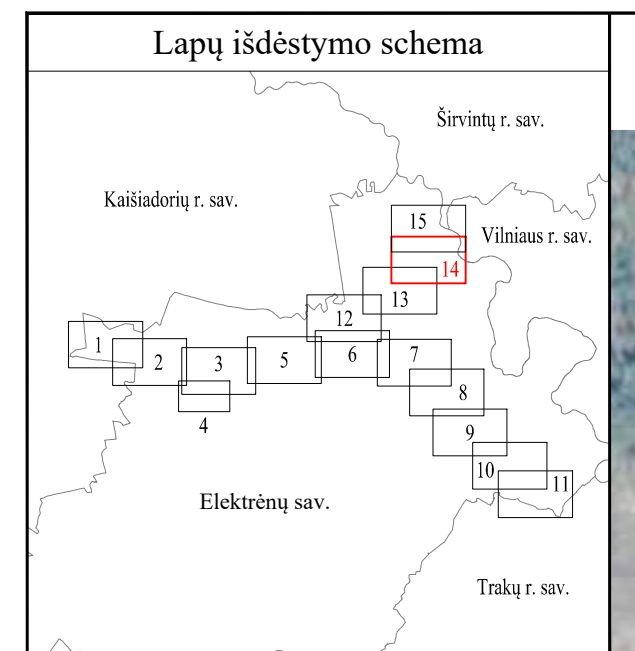 Lapų išdėstymo schema
Širvintų r. sav.
Kaišiadorių r. sav.
15
Vilniaus r. sav.
14
13
12
1
2
3
5
6
7
8
4
9
10
11
Elektrėnų sav.
Trakų r. sav.